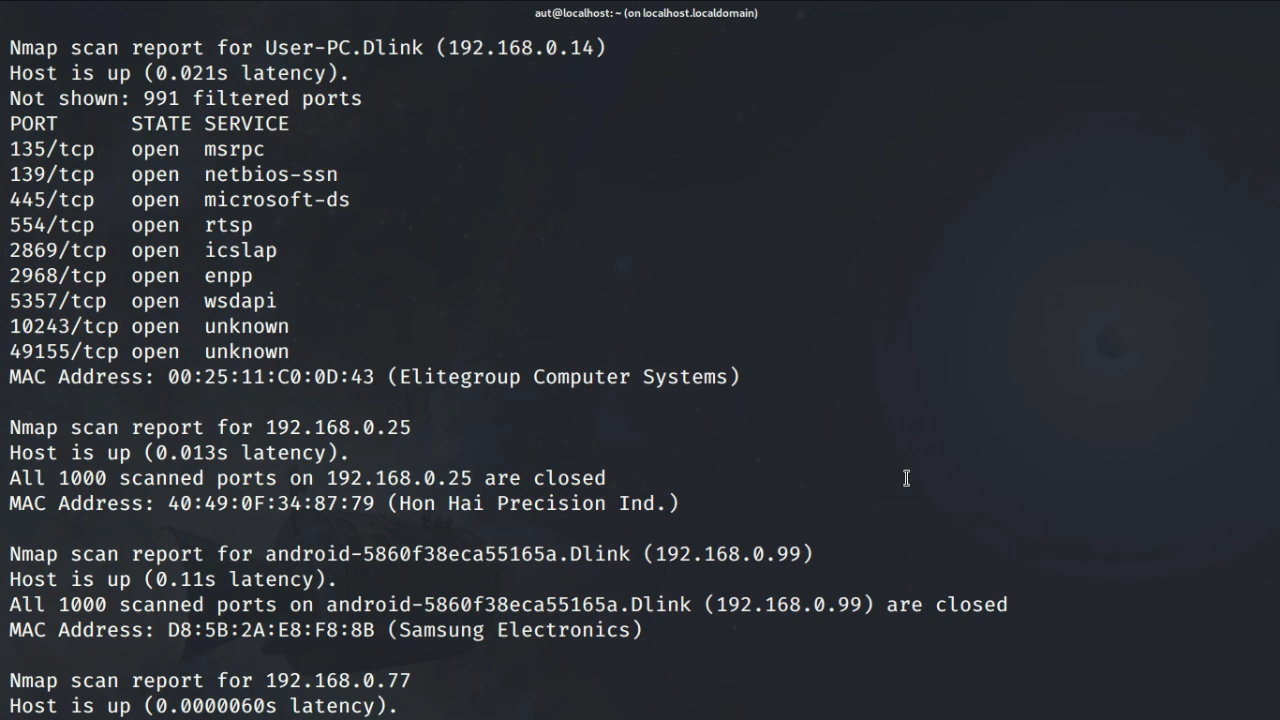 aut@localhost: ~ (on localhost.localdomain)
Nmap scan report for User-PC.Dlink (192.168.0.14)
Host is up (0.021s latency).
Not shown: 991 filtered ports
PORT      STATE SERVICE
135/tcp   open  msrpc
139/tcp   open  netbios-ssn
445/tcp   open  microsoft-ds
554/tcp   open  rtsp
2869/tcp  open  icslap
2968/tcp  open  enpp
5357/tcp  open  wsdapi
10243/tcp open  unknown
49155/tcp open  unknown
MAC Address: 00:25:11:C0:0D:43 (Elitegroup Computer Systems)
Nmap scan report for 192.168.0.25
Host is up (0.013s latency).
All 1000 scanned ports on 192.168.0.25 are closed
MAC Address: 40:49:0F:34:87:79 (Hon Hai Precision Ind.)
Nmap scan report for android-5860f38eca55165a.Dlink (192.168.0.99)
Host is up (0.11s latency).
All 1000 scanned ports on android-5860f38eca55165a.Dlink (192.168.0.99) are closed
MAC Address: D8:5B:2A:E8:F8:8B (Samsung Electronics)
Nmap scan report for 192.168.0.77
Host is up (0.0000060s latency).